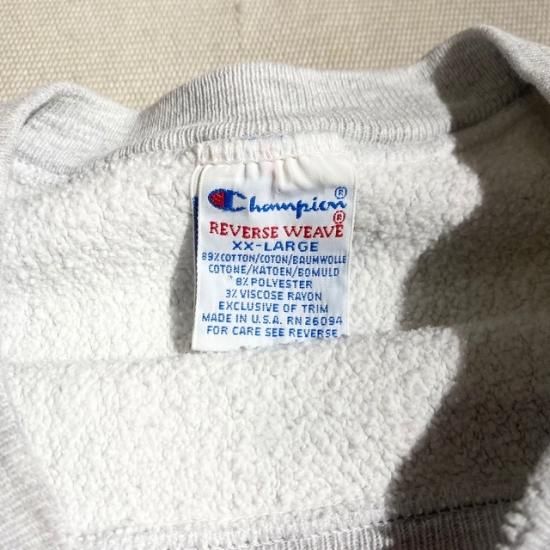 Champion®
REVERSE WEAVE®
XX-LARGE
89% COTTON/COTON/BAUMWOLLE
COTONE/KATOEN/BOMULD
8% POLYESTER
3% VISCOSE RAYON
EXCLUSIVE OF TRIM
MADE IN U.S.A. RN 26094
FOR CARE SEE REVERSE